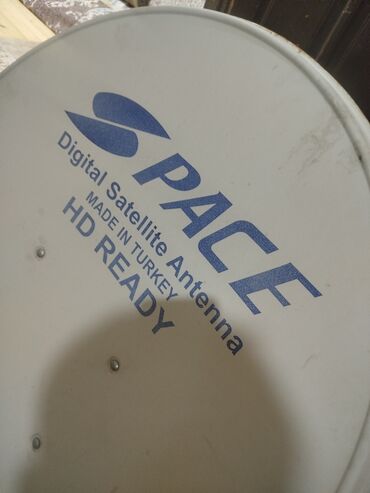 SPACE
Digital Satellite Antenna
MADE IN TURKEY
HD READY